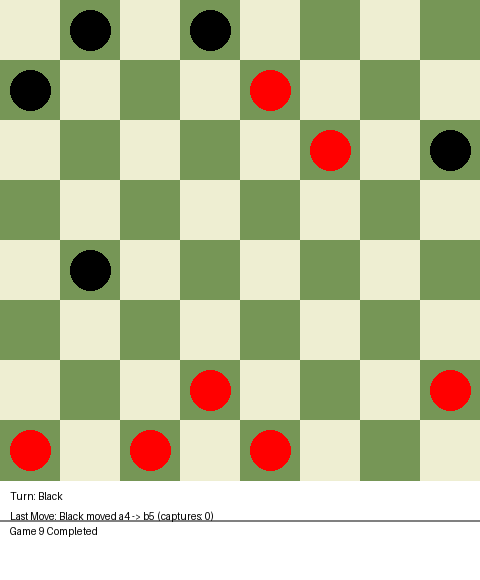 Turn: Black
Last Move: Black moved a4 -> b5 (captures: 0)
Game 9 Completed